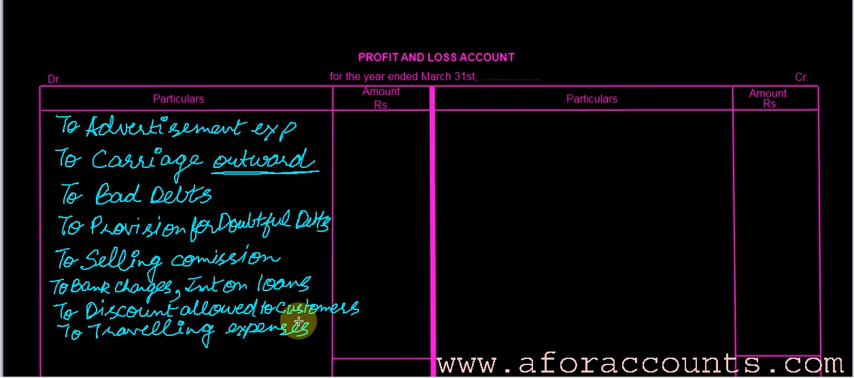 PROFIT AND LOSS ACCOUNT
Dr. for the year ended March 31st, ..................... Cr.
Particulars Amount Rs. Particulars Amount Rs
To Advertisement exp
To Carriage outward
To Bad Debts
To Provision for Doubtful Debts
To Selling comission
To Bank charges, Int on loans
To Discount allowed to Customers
To Travelling expenses
www.aforaccounts.com